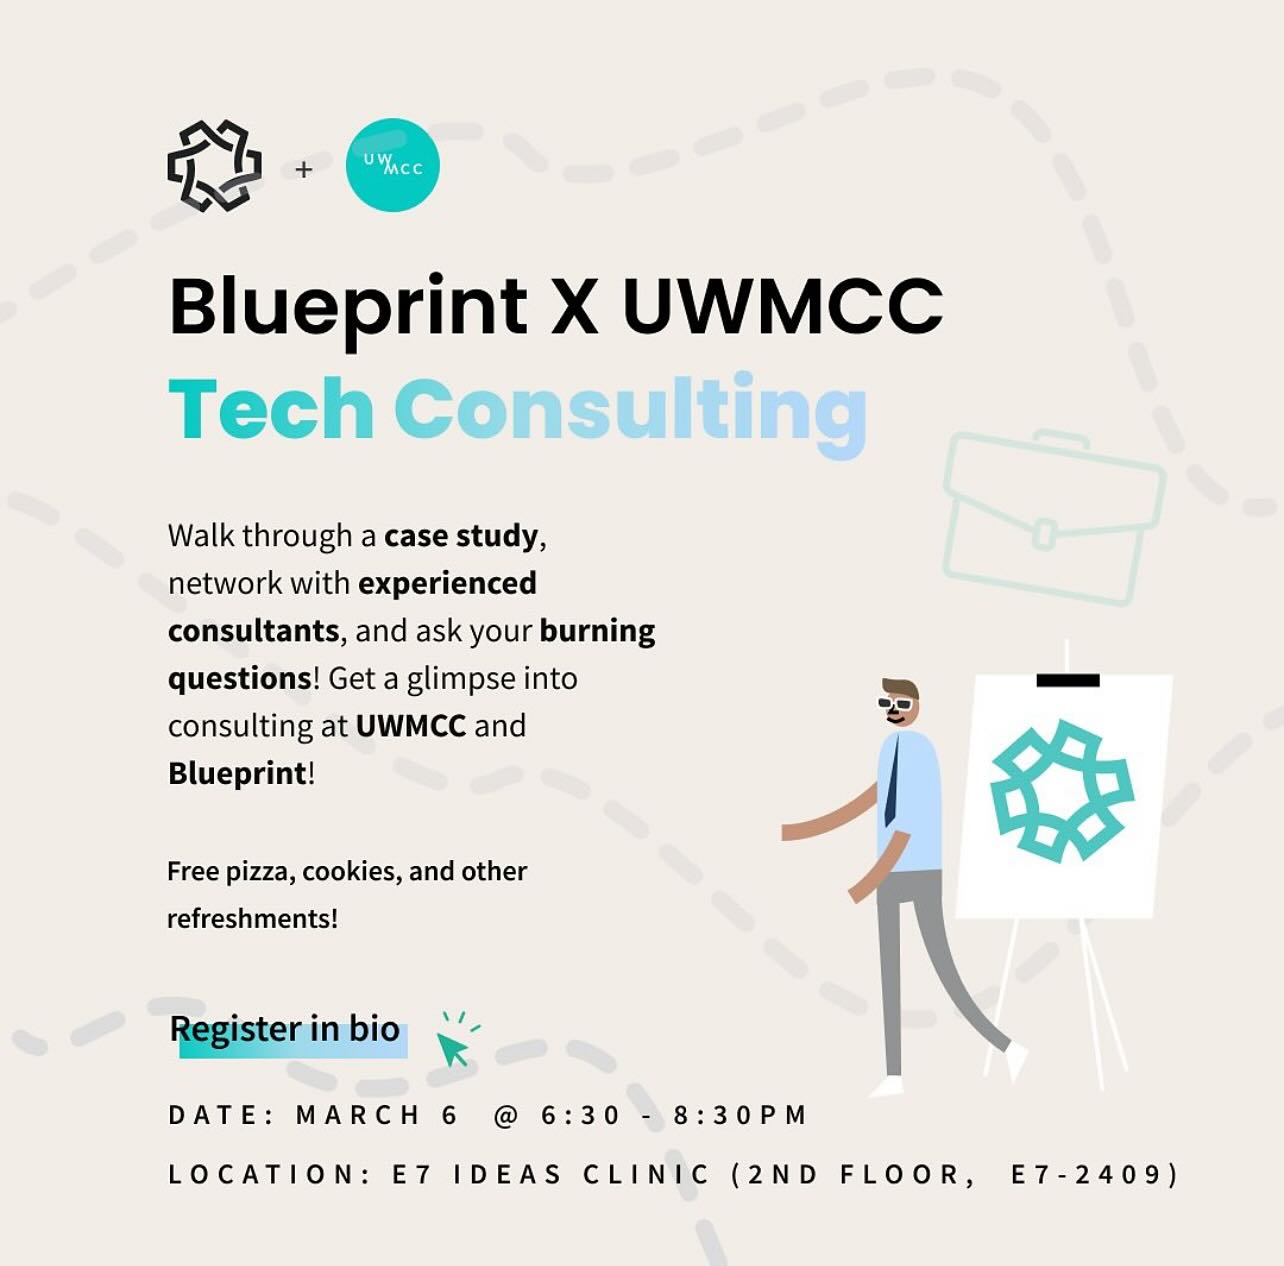 +
UW
MCC
Blueprint X UWMCC
Tech Consulting
Walk through a case study,
network with experienced
consultants, and ask your burning
questions! Get a glimpse into
consulting at UWMCC and
Blueprint!
Free pizza, cookies, and other
refreshments!
Register in bio
DATE: MARCH 6 @ 6:30 - 8:30PM
LOCATION: E7 IDEAS CLINIC (2ND FLOOR, E7-2409)